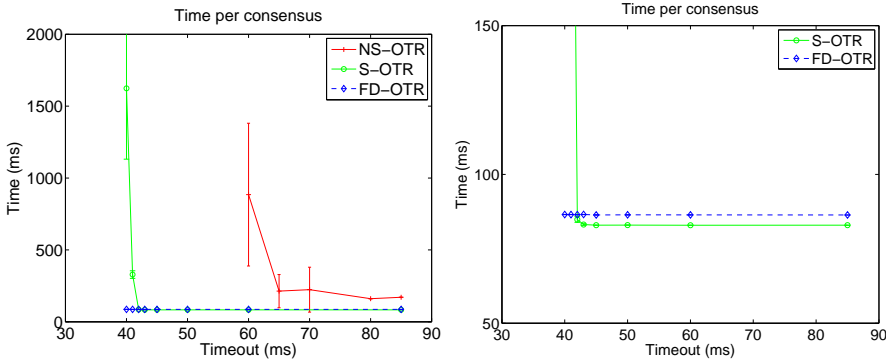 Time per consensus
2000
1500
1000
500
0
30
40
50
60
70
80
90
Time (ms)
Timeout (ms)
NS−OTR
S−OTR
FD−OTR
Time per consensus
150
100
50
30
40
50
60
70
80
90
Time (ms)
Timeout (ms)
S−OTR
FD−OTR